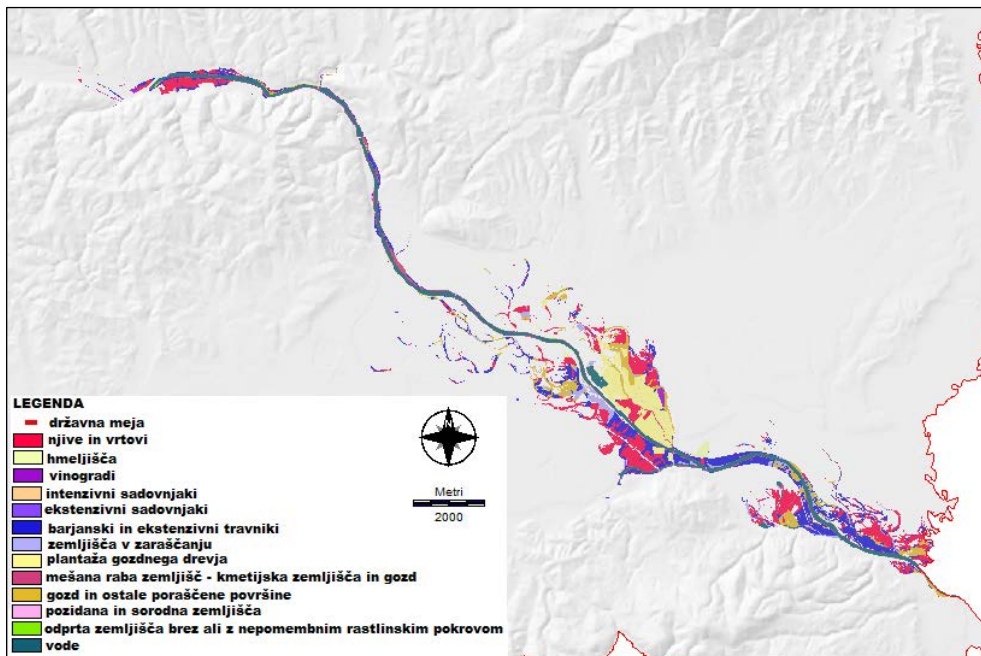 LEGENDA
državna meja
njive in vrtovi
hmeljišča
vinogradi
intenzivni sadovnjaki
ekstenzivni sadovnjaki
barjanski in ekstenzivni travniki
zemljišča v zaraščanju
plantaža gozdnega drevja
mešana raba zemljišč - kmetijska zemljišča in gozd
gozd in ostale poraščene površine
pozidana in sorodna zemljišča
odprta zemljišča brez ali z nepomembnim rastlinskim pokrovom
vode
Metri
2000